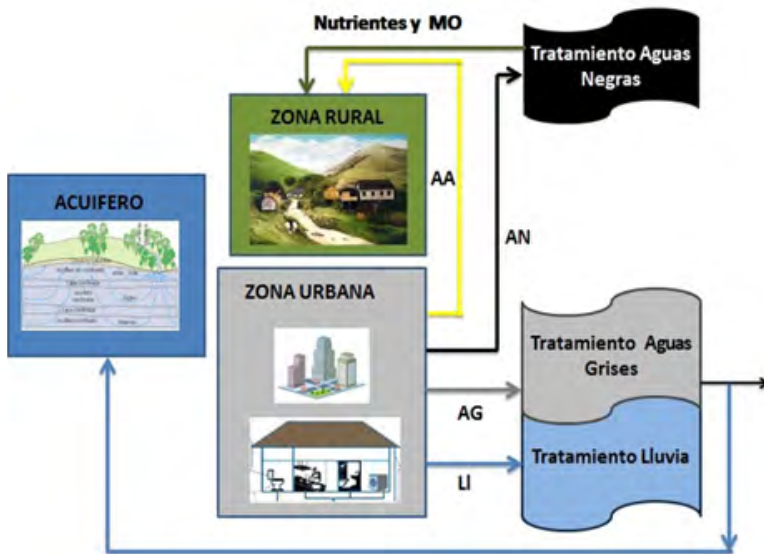 Nutrientes y MO
Tratamiento Aguas
Negras
ZONA RURAL
AA
ACUIFERO
AN
ZONA URBANA
Tratamiento Aguas
Grises
AG
Tratamiento Lluvia
Ll